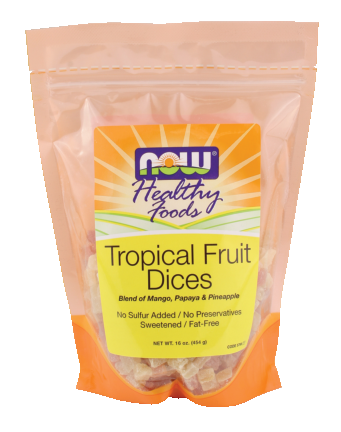 NOW
Healthy
Foods
Tropical Fruit
Dices
Blend of Mango, Papaya & Pineapple
No Sulfur Added / No Preservatives
Sweetened / Fat-Free
NET WT. 16 oz. (454 g)